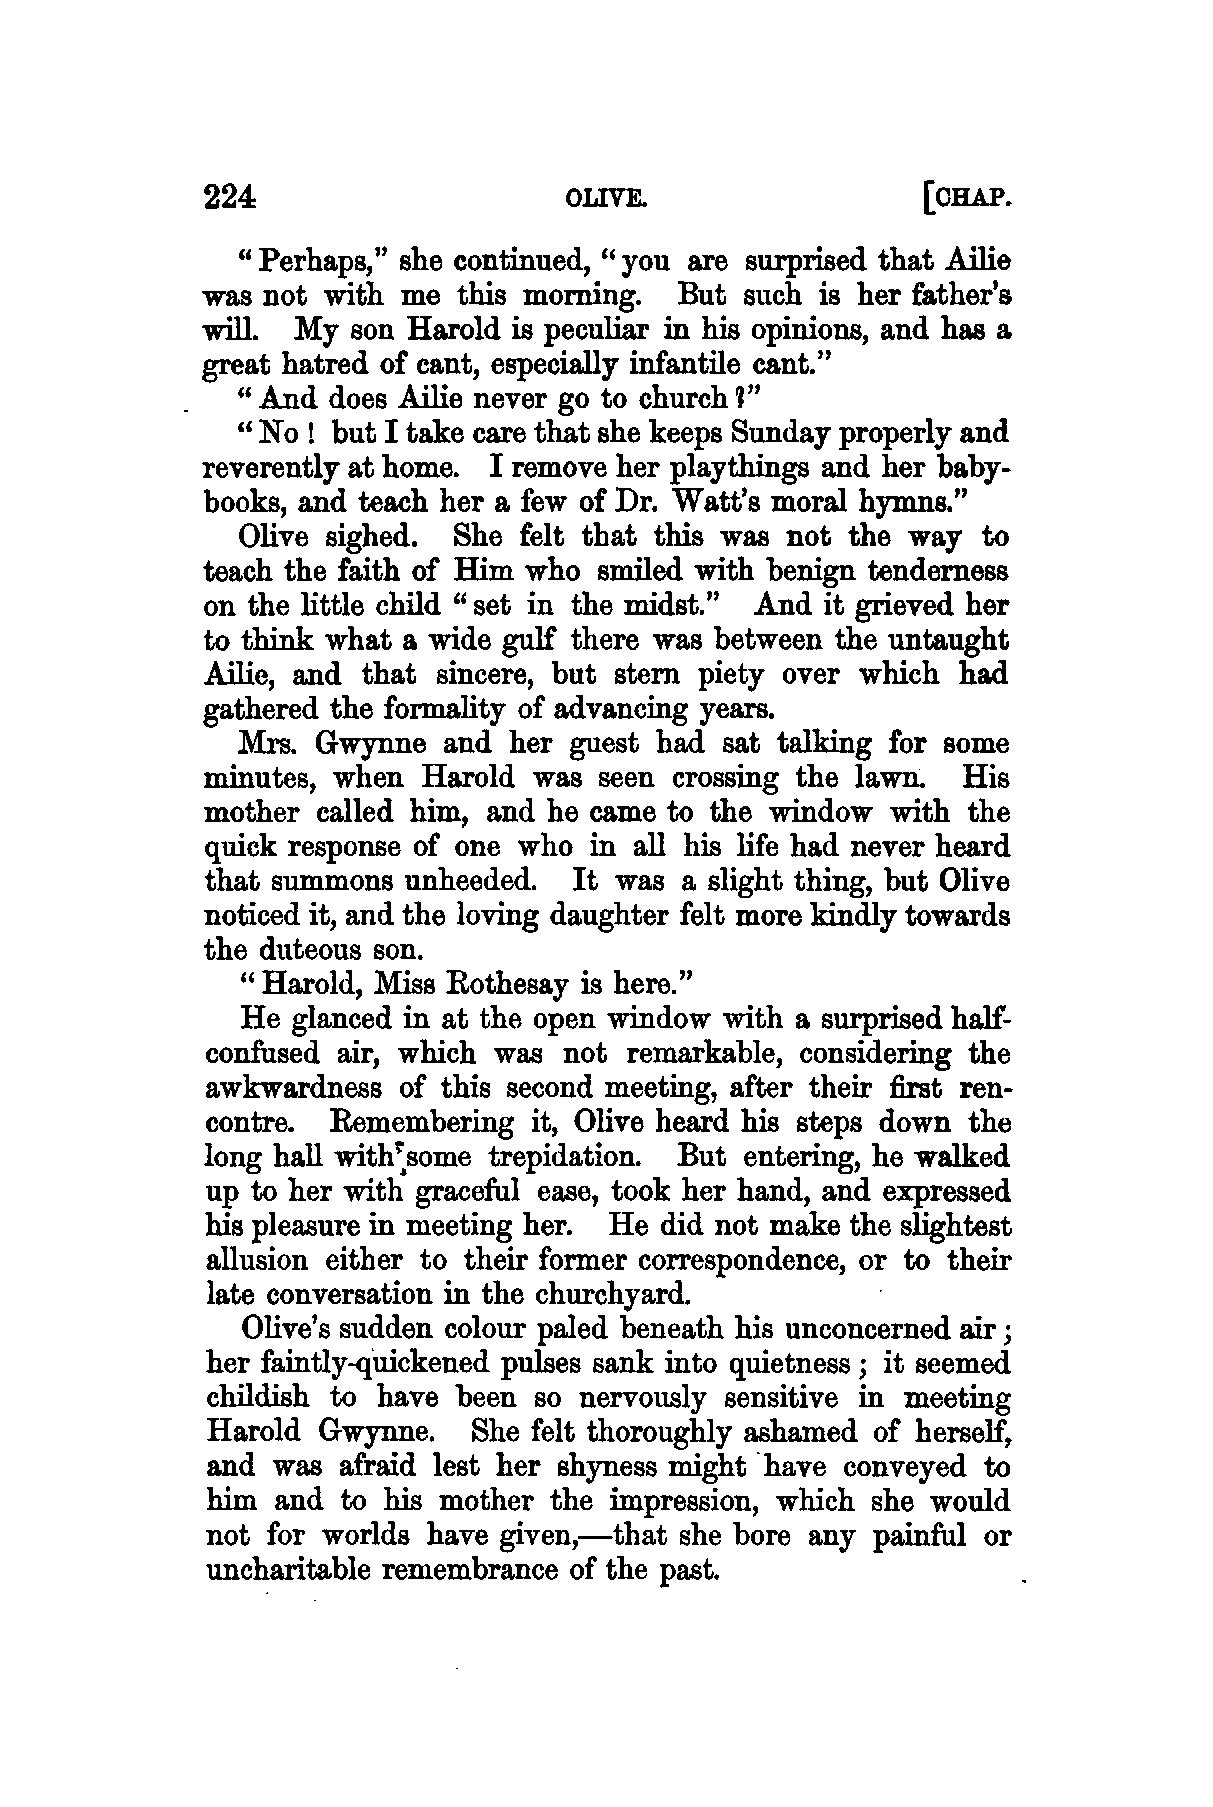 224 OLIVE. [CHAP.
"Perhaps," she continued, "you are surprised that Ailie
was not with me this morning. But such is her father's
will. My son Harold is peculiar in his opinions, and has a
great hatred of cant, especially infantile cant."
"And does Ailie never go to church?"
"No! but I take care that she keeps Sunday properly and
reverently at home. I remove her playthings and her baby-
books, and teach her a few of Dr. Watt's moral hymns."
Olive sighed. She felt that this was not the way to
teach the faith of Him who smiled with benign tenderness
on the little child "set in the midst." And it grieved her
to think what a wide gulf there was between the untaught
Ailie, and that sincere, but stern piety over which had
gathered the formality of advancing years.
Mrs. Gwynne and her guest had sat talking for some
minutes, when Harold was seen crossing the lawn. His
mother called him, and he came to the window with the
quick response of one who in all his life had never heard
that summons unheeded. It was a slight thing, but Olive
noticed it, and the loving daughter felt more kindly towards
the duteous son.
"Harold, Miss Rothesay is here."
He glanced in at the open window with a surprised half-
confused air, which was not remarkable, considering the
awkwardness of this second meeting, after their first ren-
contre. Remembering it, Olive heard his steps down the
long hall with some trepidation. But entering, he walked
up to her with graceful ease, took her hand, and expressed
his pleasure in meeting her. He did not make the slightest
allusion either to their former correspondence, or to their
late conversation in the churchyard.
Olive's sudden colour paled beneath his unconcerned air;
her faintly-quickened pulses sank into quietness; it seemed
childish to have been so nervously sensitive in meeting
Harold Gwynne. She felt thoroughly ashamed of herself,
and was afraid lest her shyness might have conveyed to
him and to his mother the impression, which she would
not for worlds have given,—that she bore any painful or
uncharitable remembrance of the past.